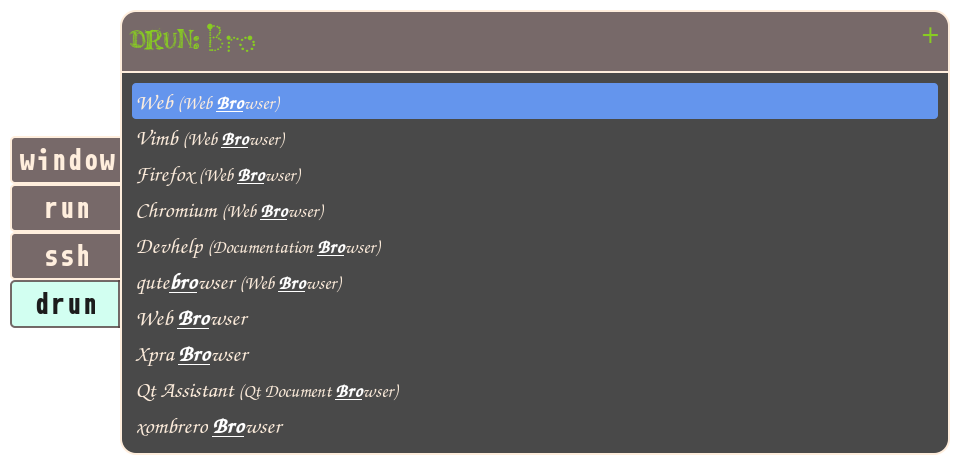 DRUN: Bro
+
Web (Web Browser)
Vimb (Web Browser)
Firefox (Web Browser)
Chromium (Web Browser)
Devhelp (Documentation Browser)
qutebrowser (Web Browser)
Web Browser
Xpra Browser
Qt Assistant (Qt Document Browser)
xombrero Browser
window
run
ssh
drun